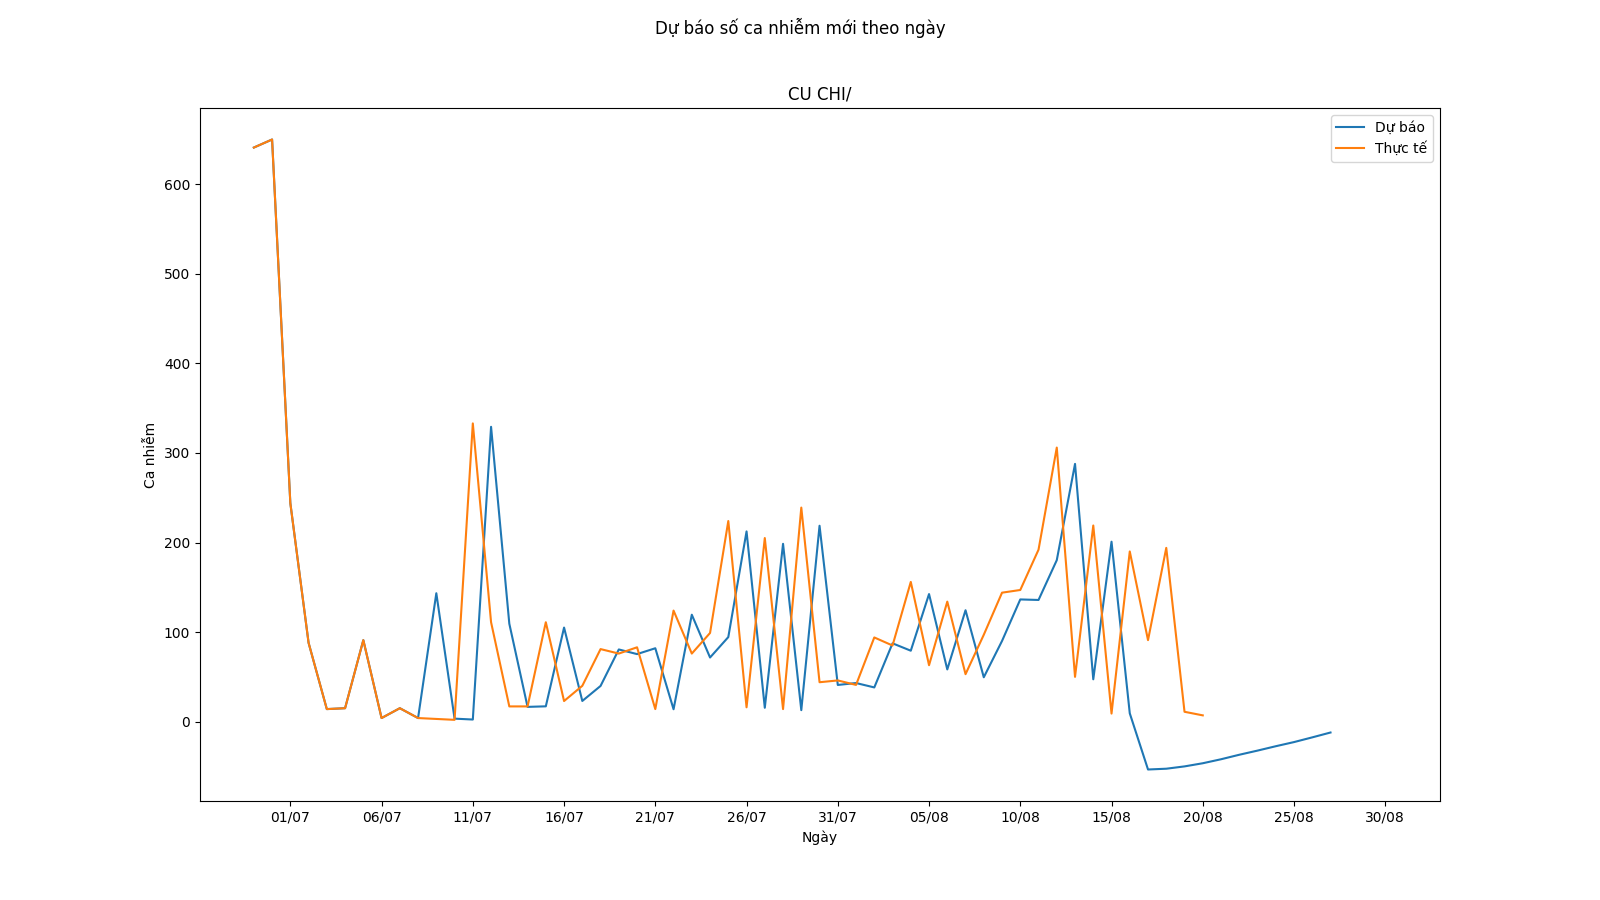 Dự báo số ca nhiễm mới theo ngày
CU CHI/
Dự báo
Thực tế
600
500
400
300
200
100
0
Ca nhiễm
01/07 06/07 11/07 16/07 21/07 26/07 31/07 05/08 10/08 15/08 20/08 25/08 30/08
Ngày